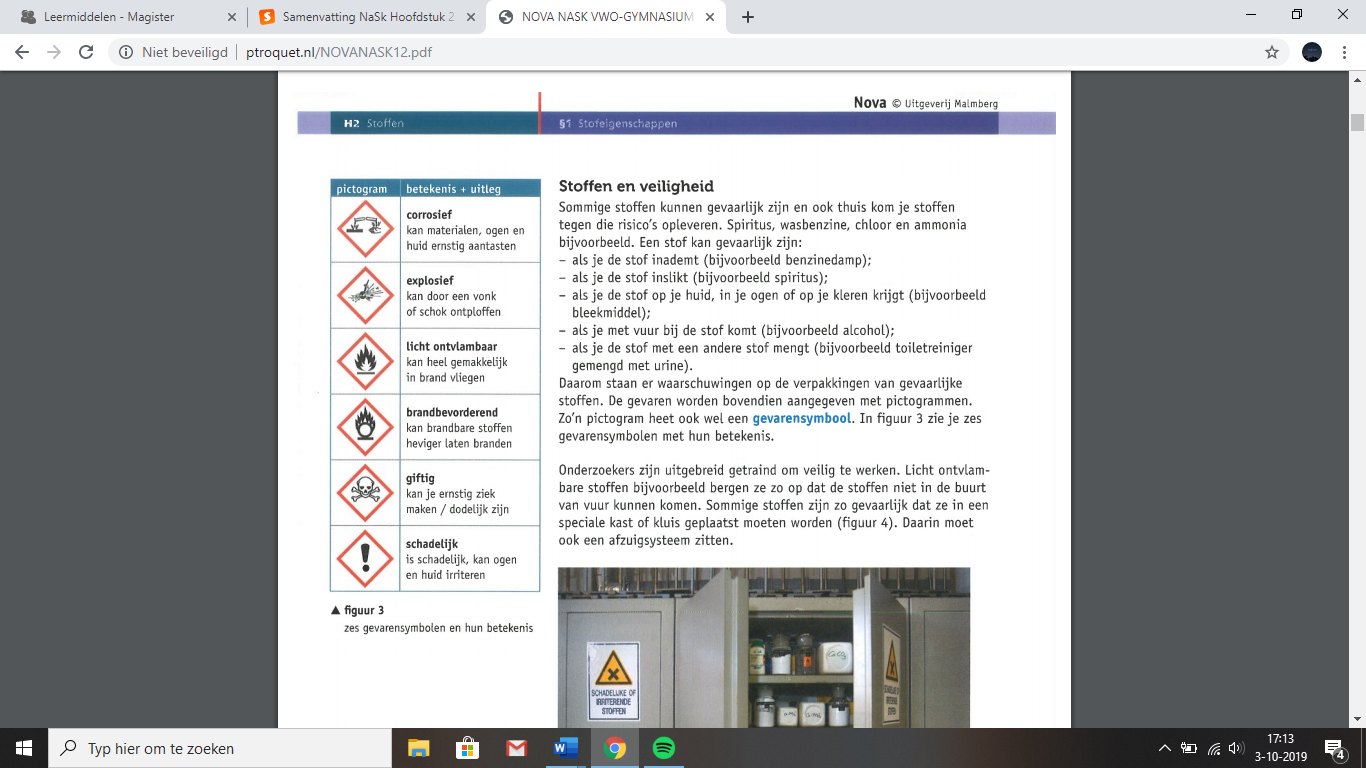 Leermiddelen - Magister
Samenvatting NaSk Hoofdstuk 2
NOVA NASK VWO-GYMNASIUM
Niet beveiligd
ptroquet.nl/NOVANASK12.pdf
Nova © Uitgeverij Malmberg
H2 Stoffen
§1 Stofeigenschappen
pictogram betekenis + uitleg
corrosief
kan materialen, ogen en
huid ernstig aantasten
explosief
kan door een vonk
of schok ontploffen
licht ontvlambaar
kan heel gemakkelijk
in brand vliegen
brandbevorderend
kan brandbare stoffen
heviger laten branden
giftig
kan je ernstig ziek
maken / dodelijk zijn
schadelijk
is schadelijk, kan ogen
en huid irriteren
▲ figuur 3
zes gevarensymbolen en hun betekenis
Stoffen en veiligheid
Sommige stoffen kunnen gevaarlijk zijn en ook thuis kom je stoffen
tegen die risico's opleveren. Spiritus, wasbenzine, chloor en ammonia
bijvoorbeeld. Een stof kan gevaarlijk zijn:
– als je de stof inademt (bijvoorbeeld benzinedamp);
– als je de stof inslikt (bijvoorbeeld spiritus);
– als je de stof op je huid, in je ogen of op je kleren krijgt (bijvoorbeeld
bleekmiddel);
– als je met vuur bij de stof komt (bijvoorbeeld alcohol);
– als je de stof met een andere stof mengt (bijvoorbeeld toiletreiniger
gemengd met urine).
Daarom staan er waarschuwingen op de verpakkingen van gevaarlijke
stoffen. De gevaren worden bovendien aangegeven met pictogrammen.
Zo'n pictogram heet ook wel een gevarensymbool. In figuur 3 zie je zes
gevarensymbolen met hun betekenis.
Onderzoekers zijn uitgebreid getraind om veilig te werken. Licht ontvlam-
bare stoffen bijvoorbeeld bergen ze zo op dat de stoffen niet in de buurt
van vuur kunnen komen. Sommige stoffen zijn zo gevaarlijk dat ze in een
speciale kast of kluis geplaatst moeten worden (figuur 4). Daarin moet
ook een afzuigsysteem zitten.
SCHADELIJKE OF
IRRITERENDE
STOFFEN
SCHADELIJKE OF
IRRITERENDE
STOFFEN
Typ hier om te zoeken
17:13
3-10-2019
4